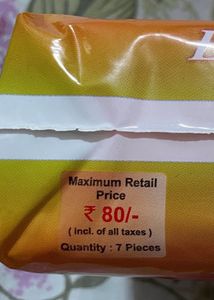 Maximum Retail
Price
₹ 80/-
( Incl. of all taxes )
Quantity : 7 Pieces